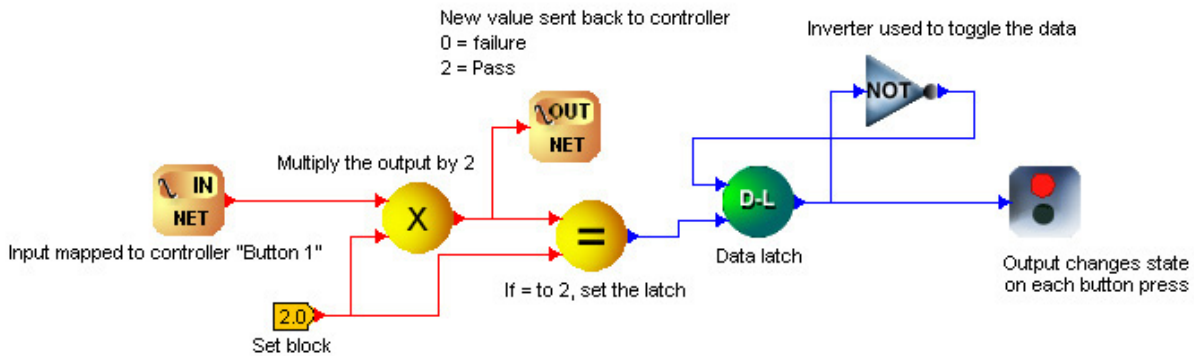 New value sent back to controller
0 = failure
2 = Pass
Inverter used to toggle the data
NOT
OUT
NET
Multiply the output by 2
IN
NET
X
=
D-L
Input mapped to controller "Button 1"
If = to 2, set the latch
Data latch
Output changes state
on each button press
2.0
Set block